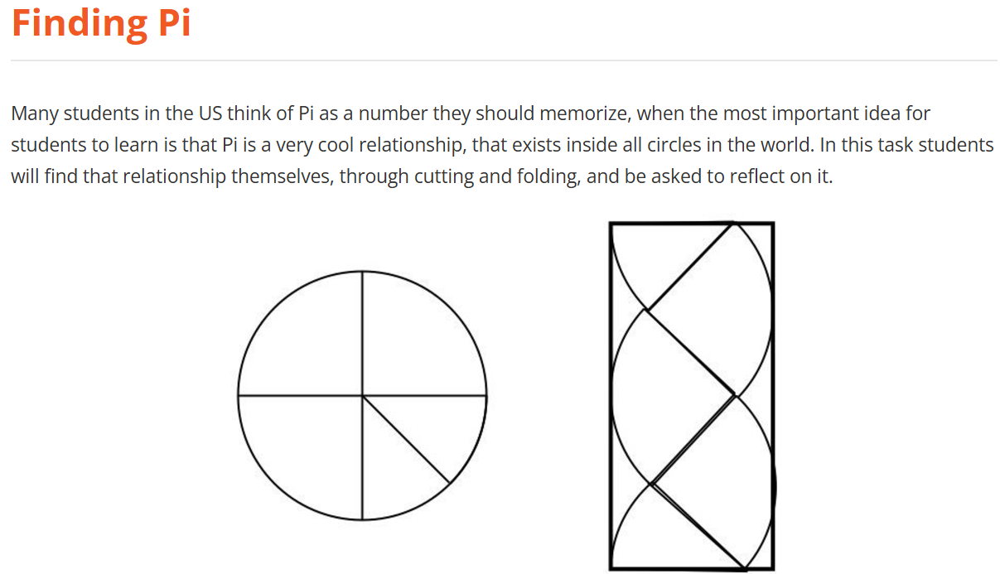 Finding Pi
Many students in the US think of Pi as a number they should memorize, when the most important idea for
students to learn is that Pi is a very cool relationship, that exists inside all circles in the world. In this task students
will find that relationship themselves, through cutting and folding, and be asked to reflect on it.